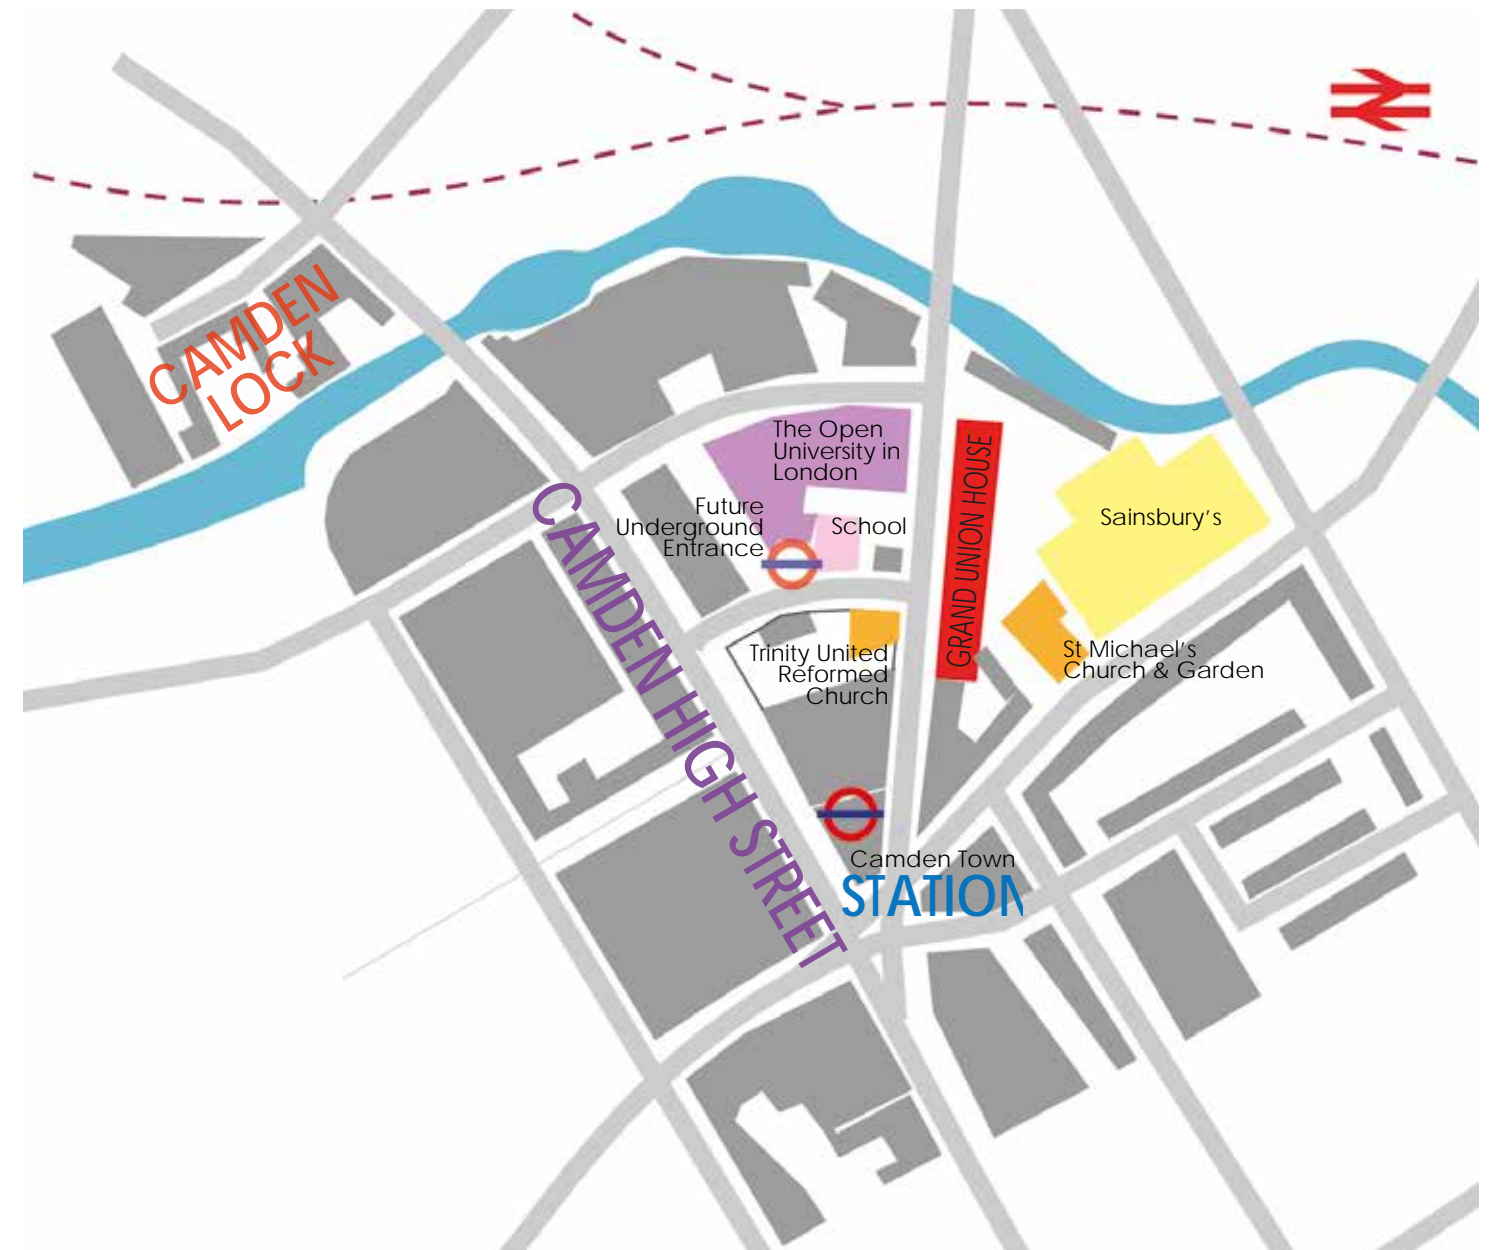 CAMDEN
LOCK
The Open
University in
London
GRAND UNION HOUSE
Future
Underground
Entrance
School
Sainsbury's
CAMDEN HIGH STREET
Trinity United
Reformed
Church
St Michael's
Church & Garden
Camden Town
STATION